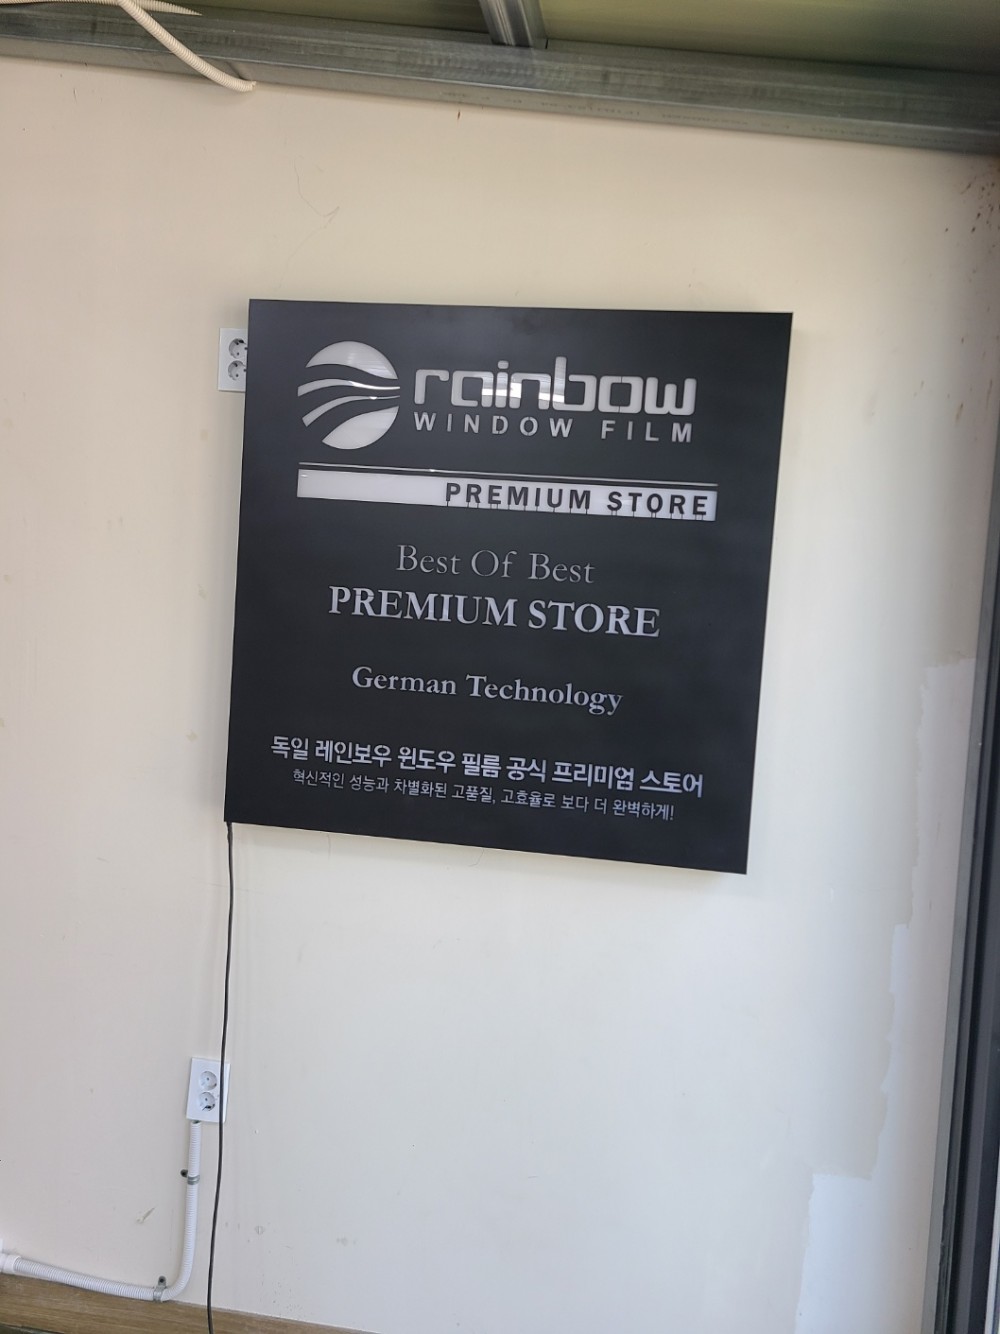 rainbow
WINDOW FILM
PREMIUM STORE
Best Of Best
PREMIUM STORE
German Technology
독일 레인보우 윈도우 필름 공식 프리미엄 스토어
혁신적인 성능과 차별화된 고품질, 고효율로 보다 더 완벽하게!